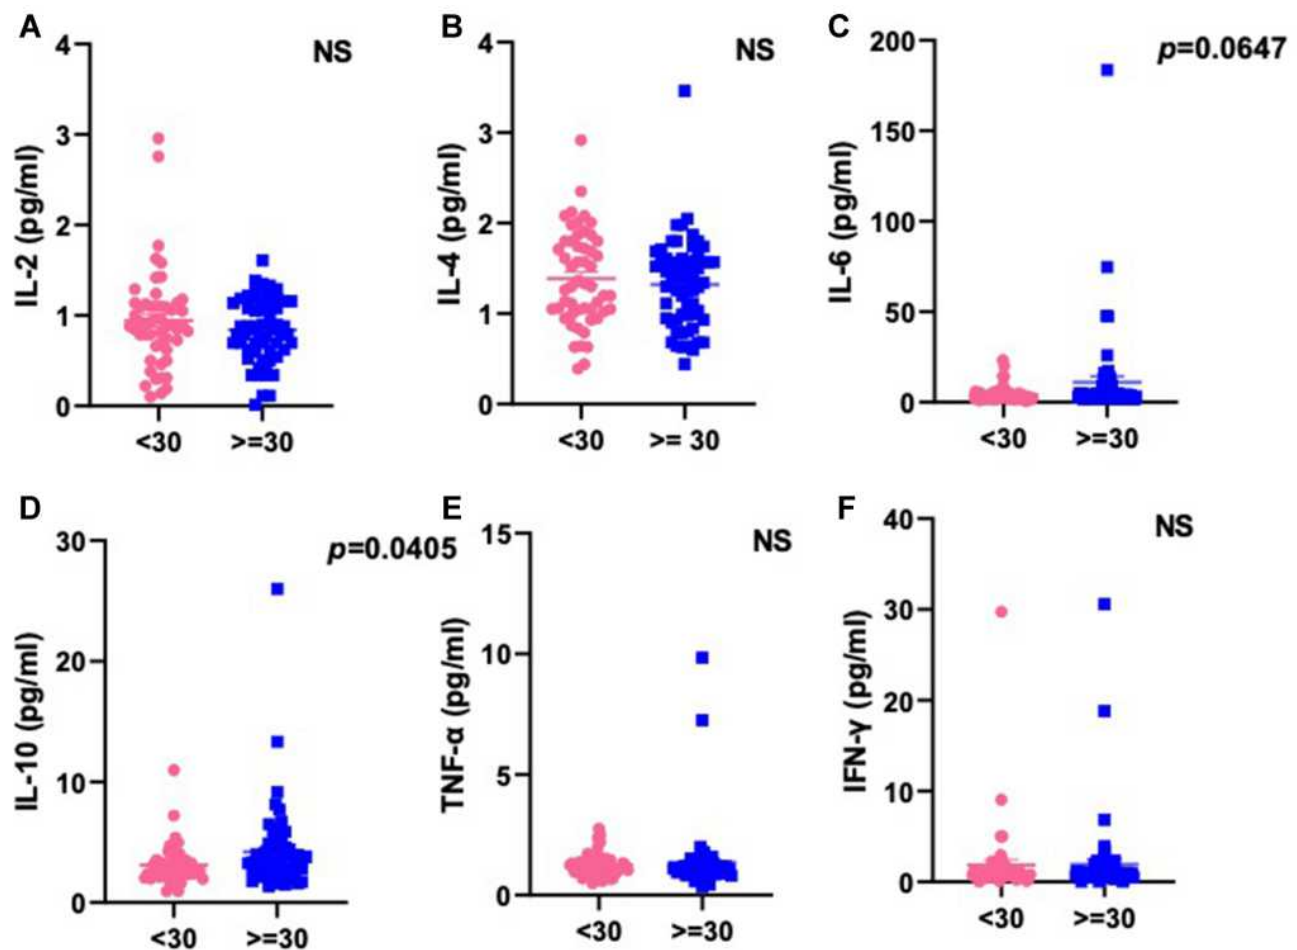 A
NS
IL-2 (pg/ml)
4
3
2
1
0
<30
>=30
B
NS
IL-4 (pg/ml)
4
3
2
1
0
<30
>= 30
C
p=0.0647
IL-6 (pg/ml)
200
150
100
50
0
<30
>=30
D
p=0.0405
IL-10 (pg/ml)
30
20
10
0
<30
>=30
E
NS
TNF-α (pg/ml)
15
10
5
0
<30
>=30
F
NS
IFN-γ (pg/ml)
40
30
20
10
0
<30
>=30